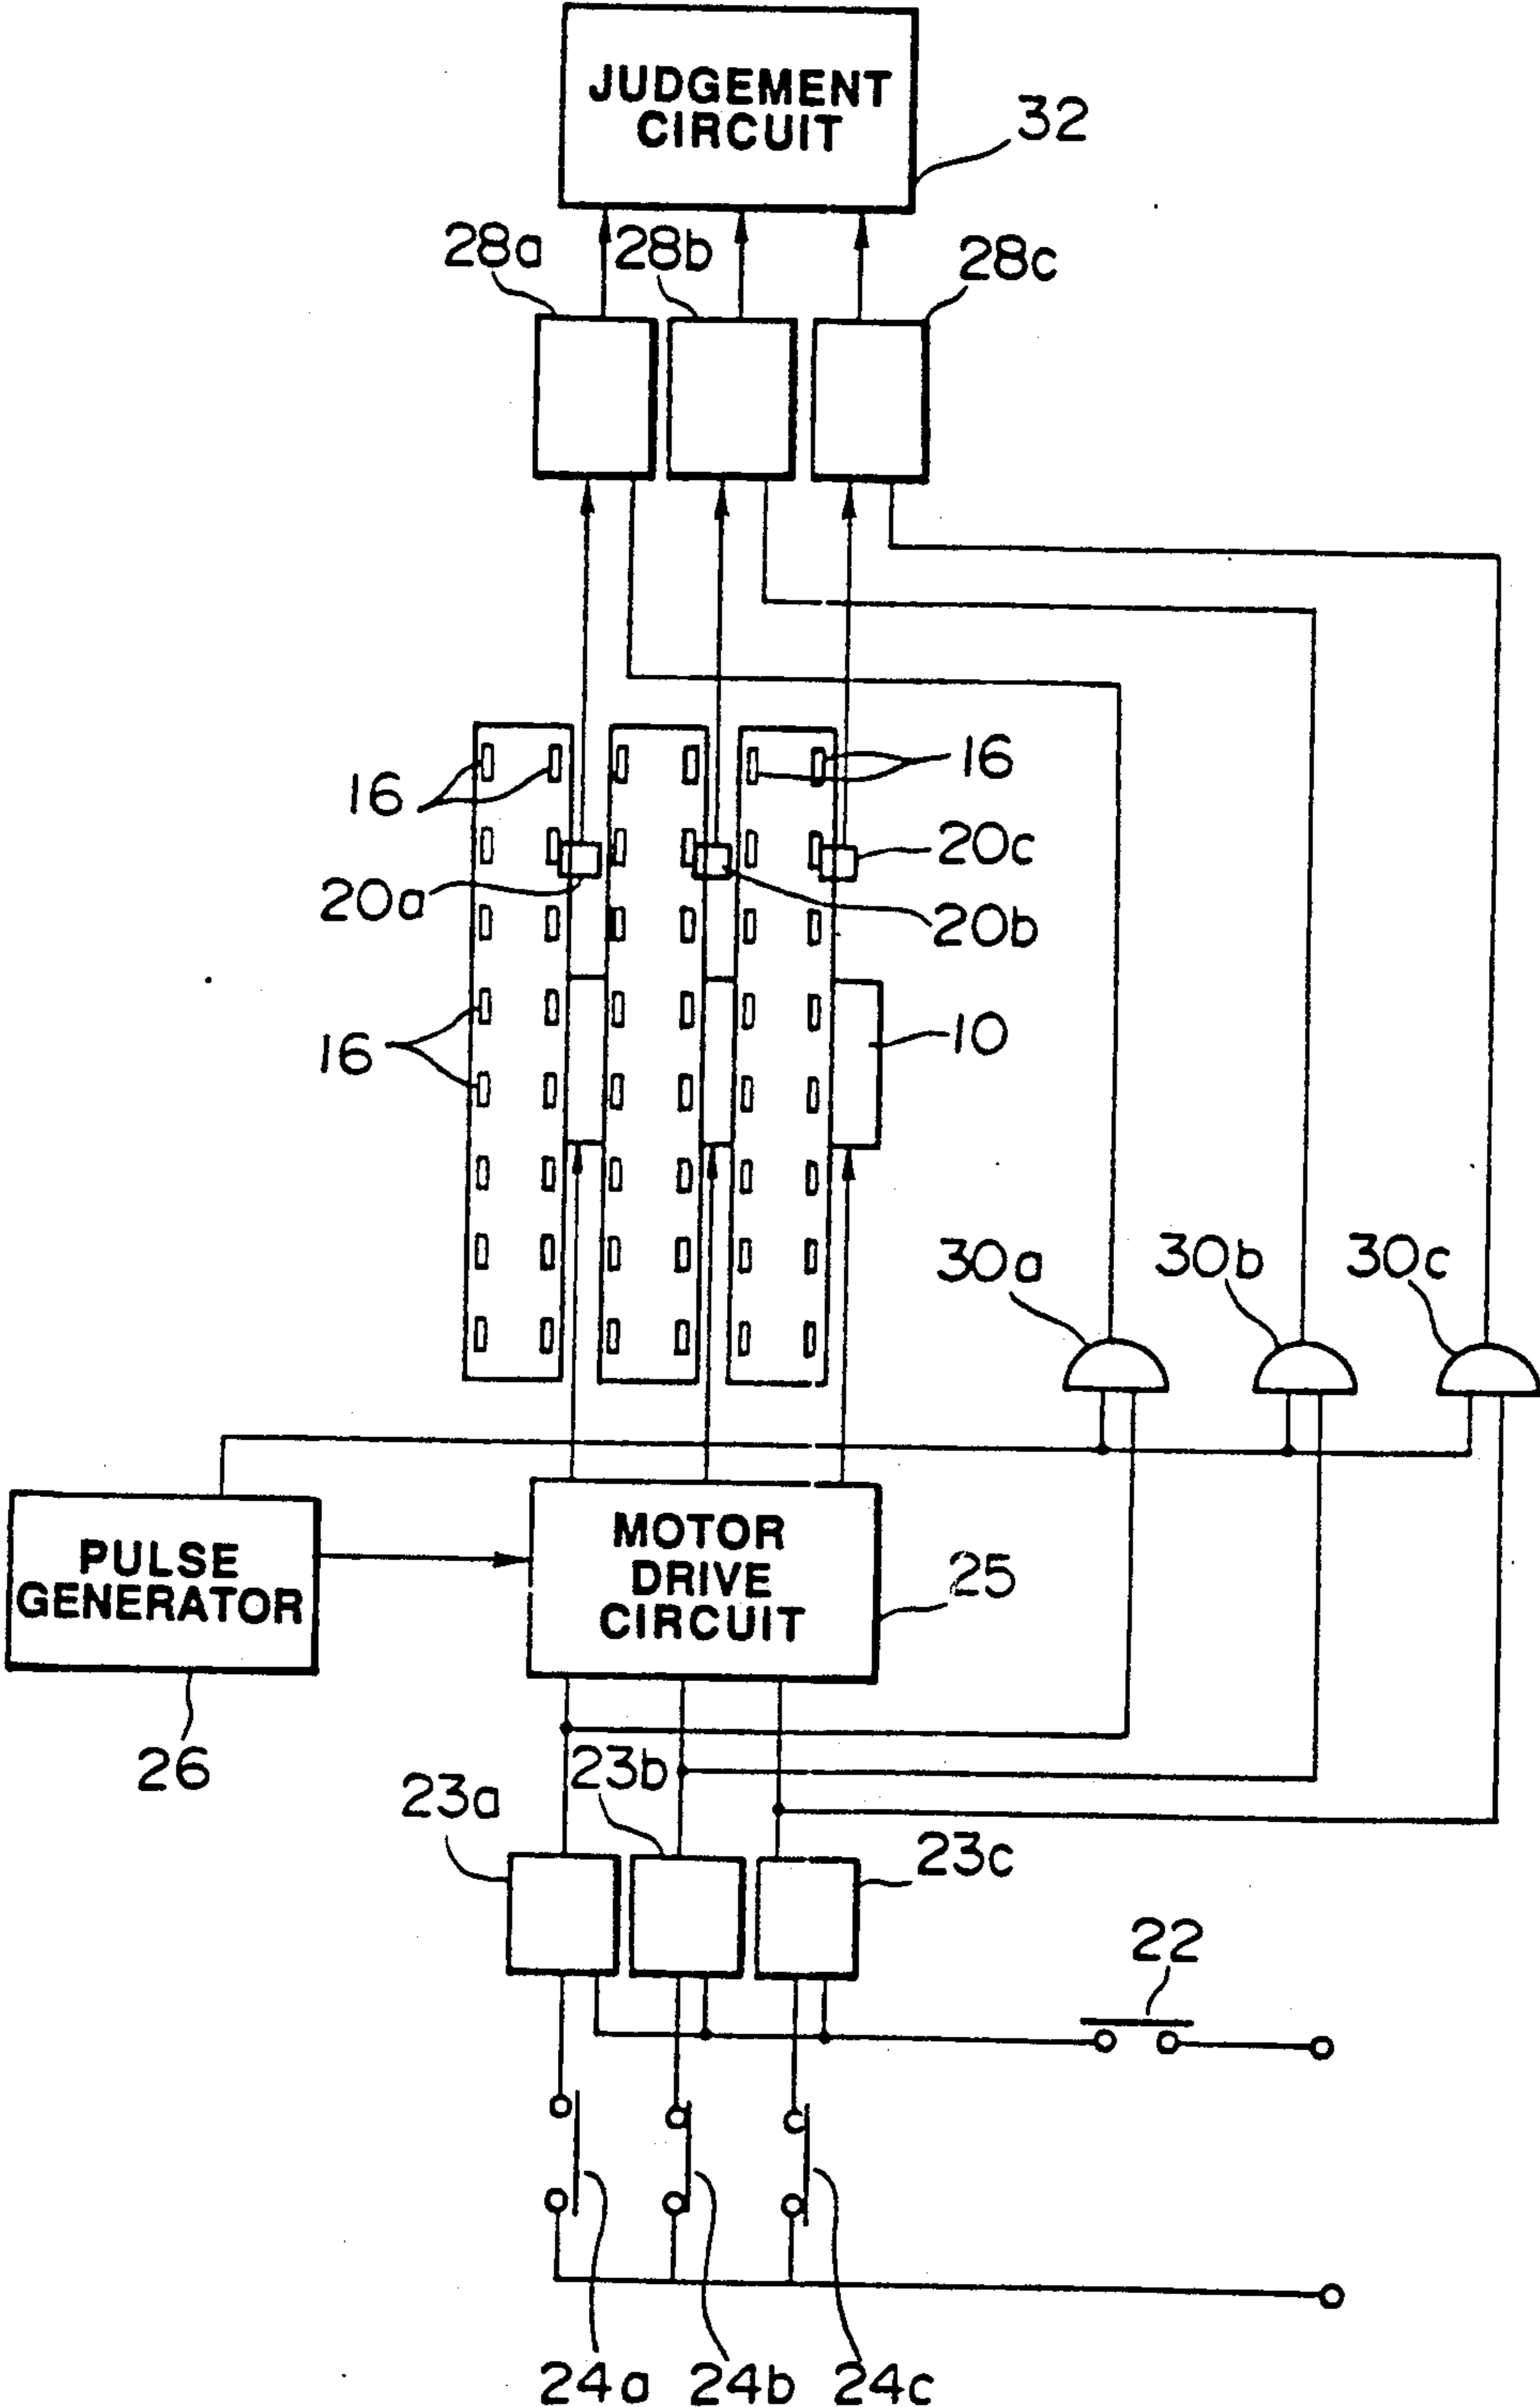 JUDGEMENT
CIRCUIT
32
28a
28b
28c
16
16
20c
20a
20b
16
10
30a
30b
30c
PULSE
GENERATOR
MOTOR
DRIVE
CIRCUIT
25
26
23a
23b
23c
22
24a
24b
24c